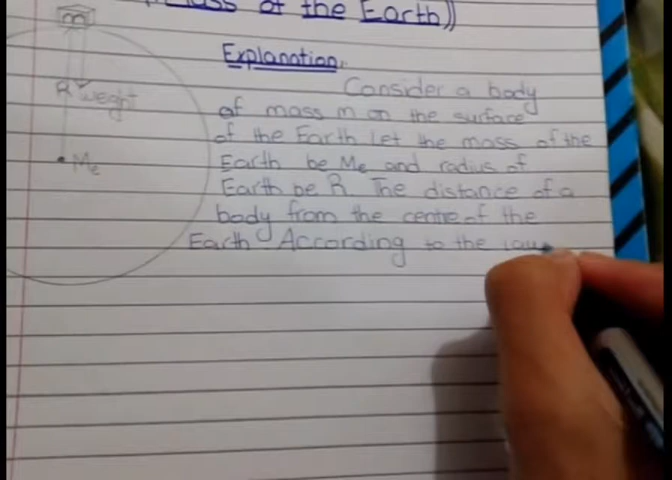 Mass of the Earth))
m
Explanation.
Consider a body
R weight
of mass m on the surface
of the Earth Let the mass of the
Me
Earth be Me and radius of
Earth be R. The distance of a
body from the centre of the
Earth According to the law